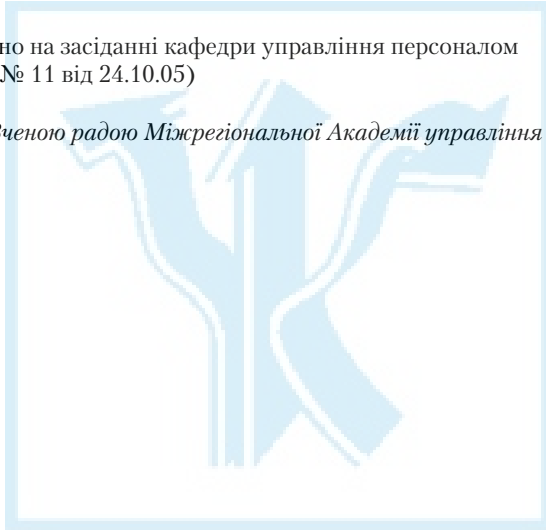 но на засіданні кафедри управління персоналом
№ 11 від 24.10.05)
ченою радою Міжрегіональної Академії управління